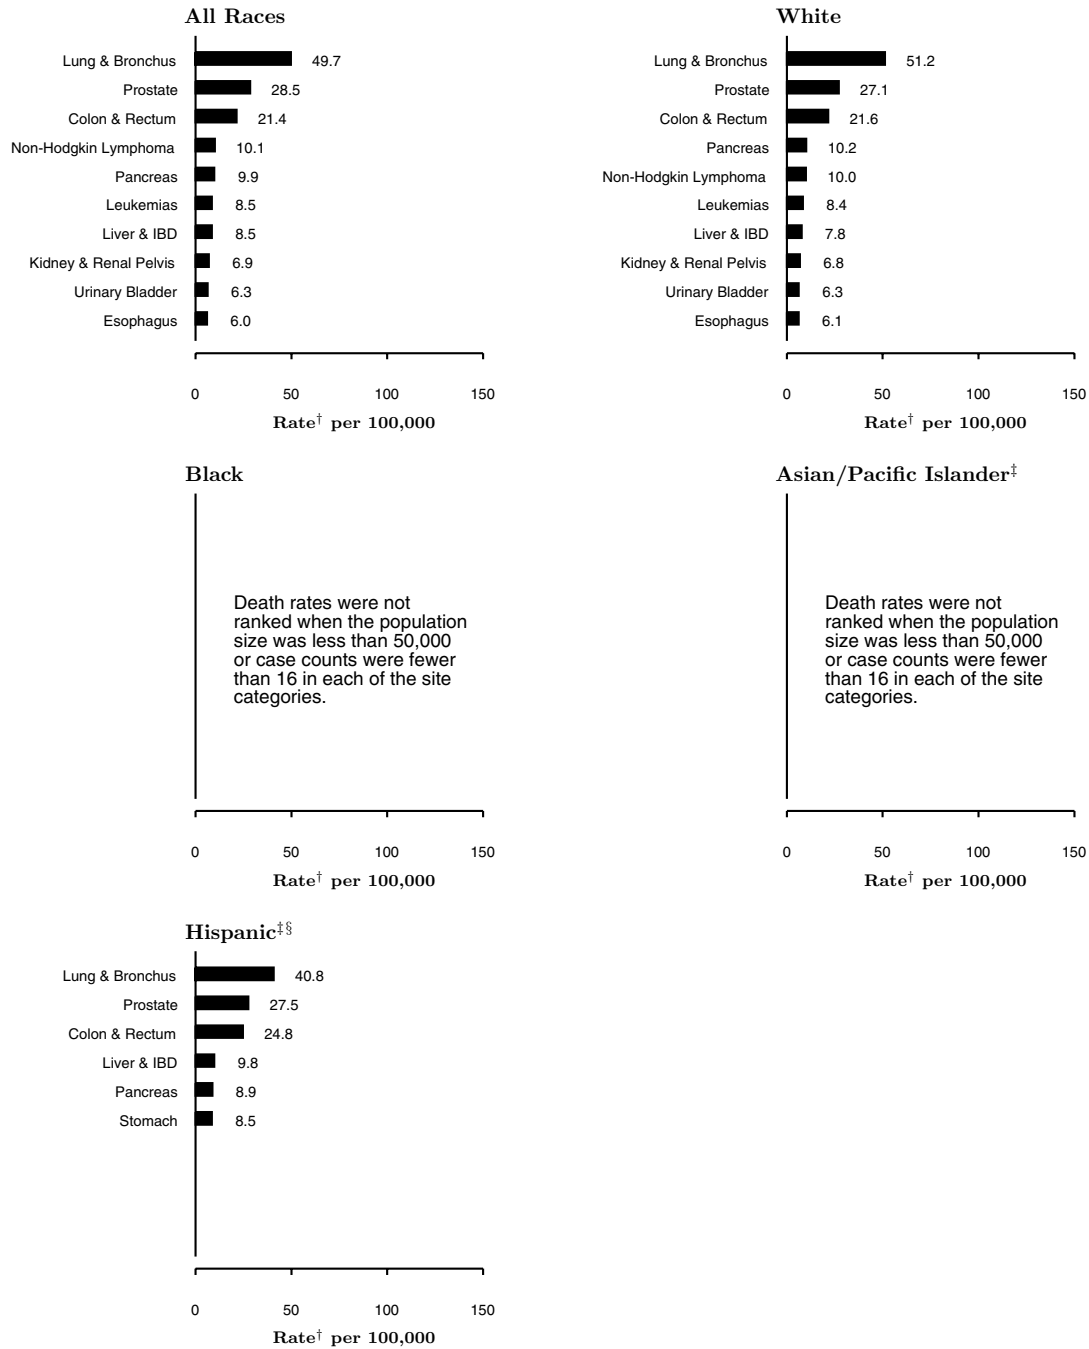 All Races
Lung & Bronchus 49.7
Prostate 28.5
Colon & Rectum 21.4
Non-Hodgkin Lymphoma 10.1
Pancreas 9.9
Leukemias 8.5
Liver & IBD 8.5
Kidney & Renal Pelvis 6.9
Urinary Bladder 6.3
Esophagus 6.0
0 50 100 150
Rate† per 100,000
White
Lung & Bronchus 51.2
Prostate 27.1
Colon & Rectum 21.6
Pancreas 10.2
Non-Hodgkin Lymphoma 10.0
Leukemias 8.4
Liver & IBD 7.8
Kidney & Renal Pelvis 6.8
Urinary Bladder 6.3
Esophagus 6.1
0 50 100 150
Rate† per 100,000
Black
Death rates were not
ranked when the population
size was less than 50,000
or case counts were fewer
than 16 in each of the site
categories.
0 50 100 150
Rate† per 100,000
Asian/Pacific Islander‡
Death rates were not
ranked when the population
size was less than 50,000
or case counts were fewer
than 16 in each of the site
categories.
0 50 100 150
Rate† per 100,000
Hispanic‡§
Lung & Bronchus 40.8
Prostate 27.5
Colon & Rectum 24.8
Liver & IBD 9.8
Pancreas 8.9
Stomach 8.5
0 50 100 150
Rate† per 100,000